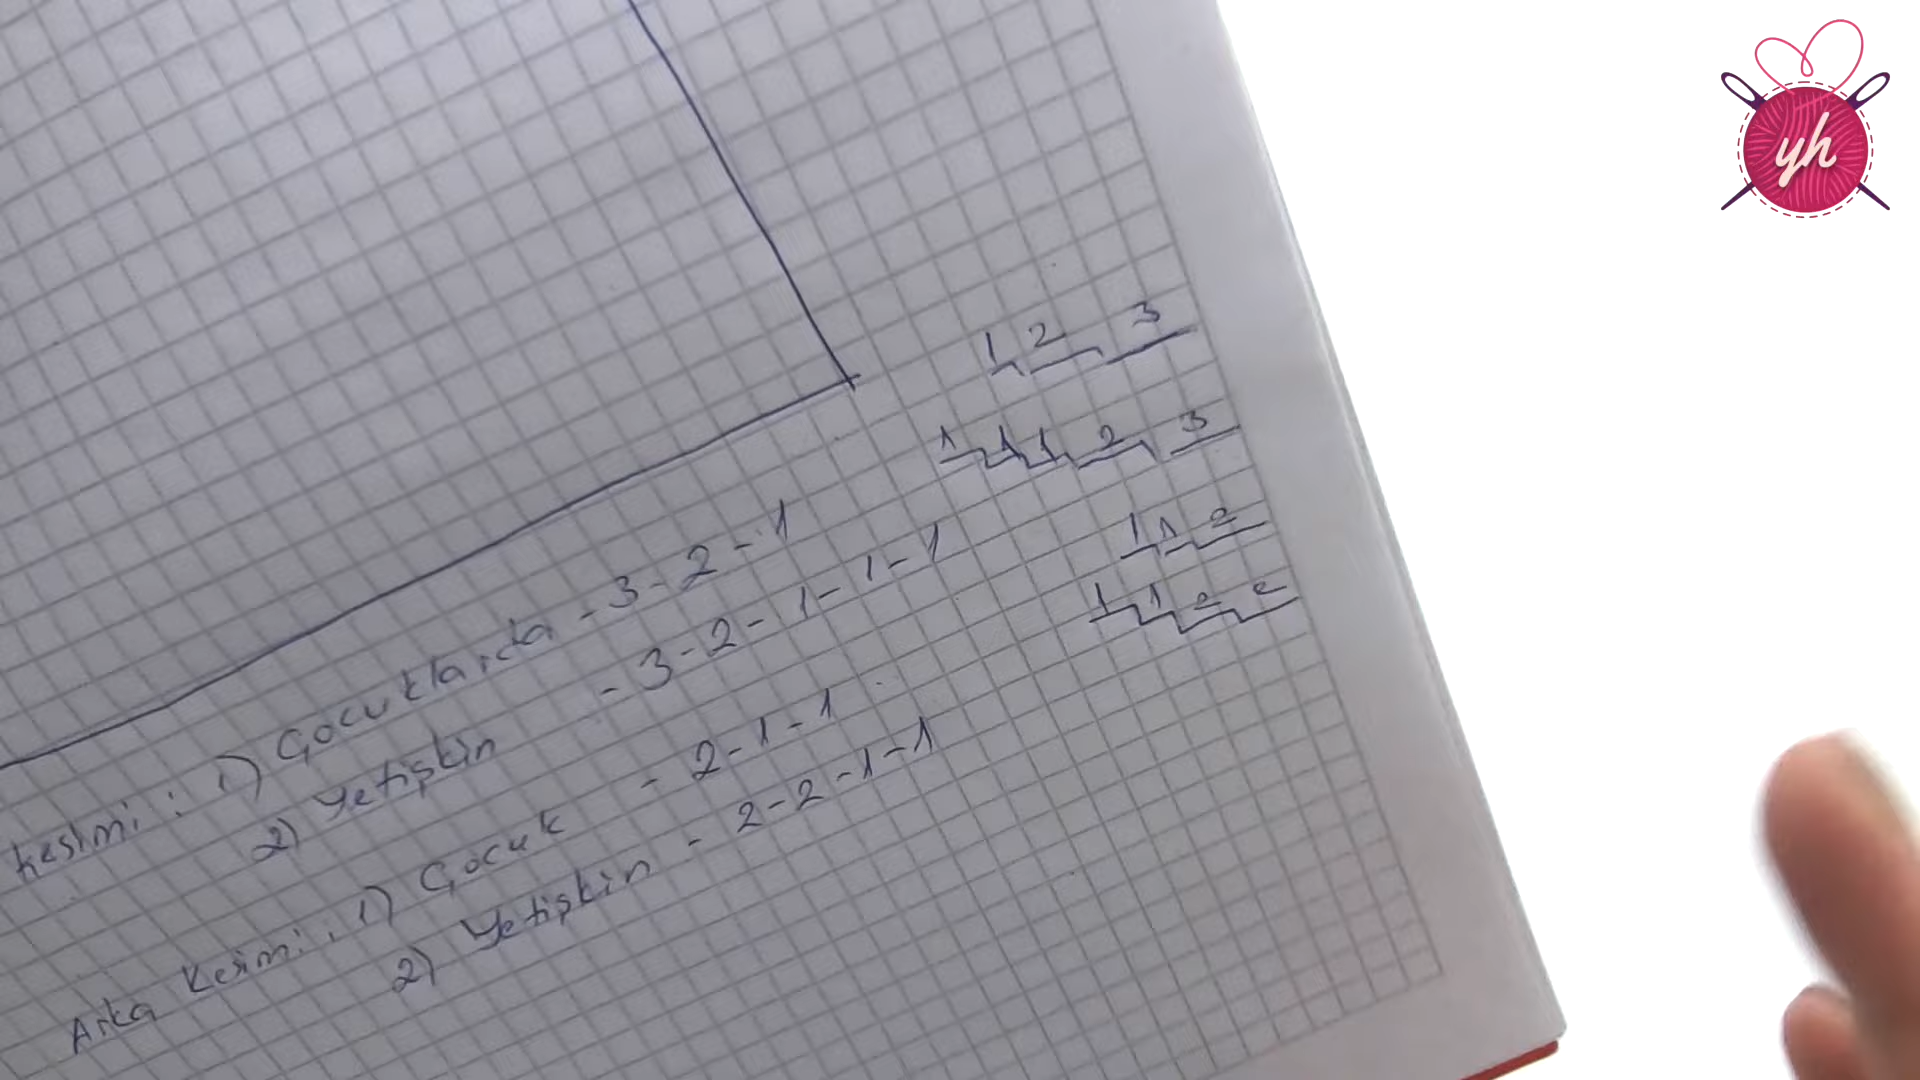 yh
1 2 3
1 1 1 2 3
1 1 2
1 1 2 2
kesimi : 1) Çocuklarda - 3 - 2 - 1
2) Yetişkin - 3 - 2 - 1 - 1 - 1
Arka Kesimi : 1) Çocuk - 2 - 1 - 1
2) Yetişkin - 2 - 2 - 1 - 1